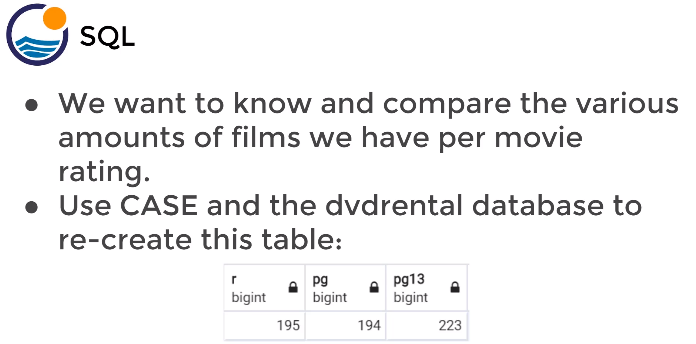 SQL
● We want to know and compare the various
amounts of films we have per movie
rating.
● Use CASE and the dvdrental database to
re-create this table:
r pg pg13
bigint bigint bigint
195 194 223